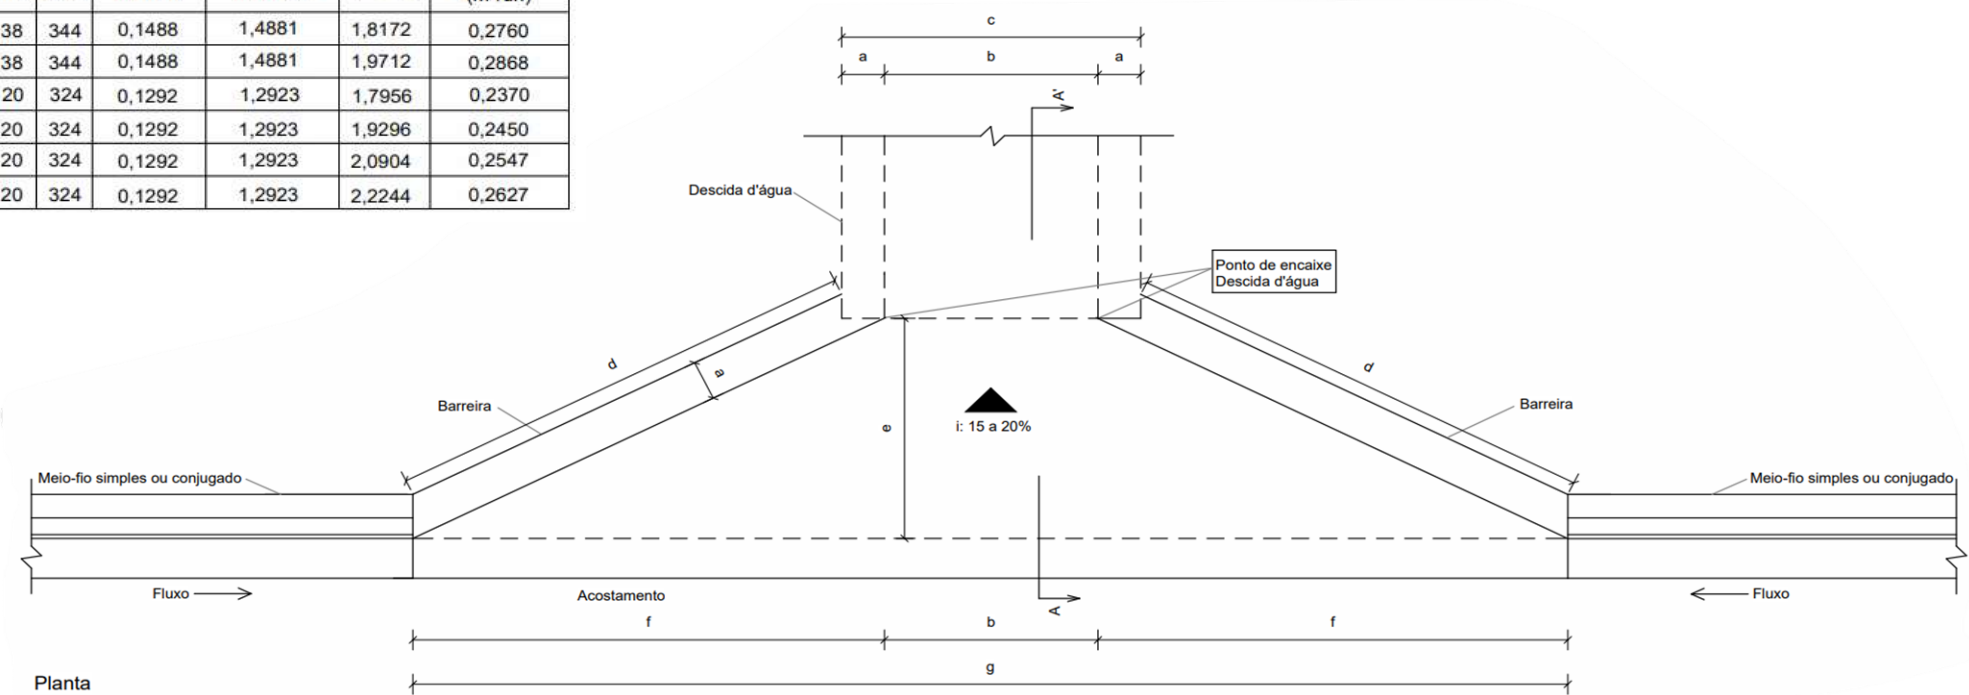 38 344 0,1488 1,4881 1,8172 0,2760
38 344 0,1488 1,4881 1,9712 0,2868
20 324 0,1292 1,2923 1,7956 0,2370
20 324 0,1292 1,2923 1,9296 0,2450
20 324 0,1292 1,2923 2,0904 0,2547
20 324 0,1292 1,2923 2,2244 0,2627
c
a b a
A'
Descida d'água
Ponto de encaixe
Descida d'água
d d
a
Barreira
Barreira
e
i: 15 a 20%
Meio-fio simples ou conjugado
Meio-fio simples ou conjugado
Fluxo
Acostamento
A
Fluxo
f b f
g
Planta